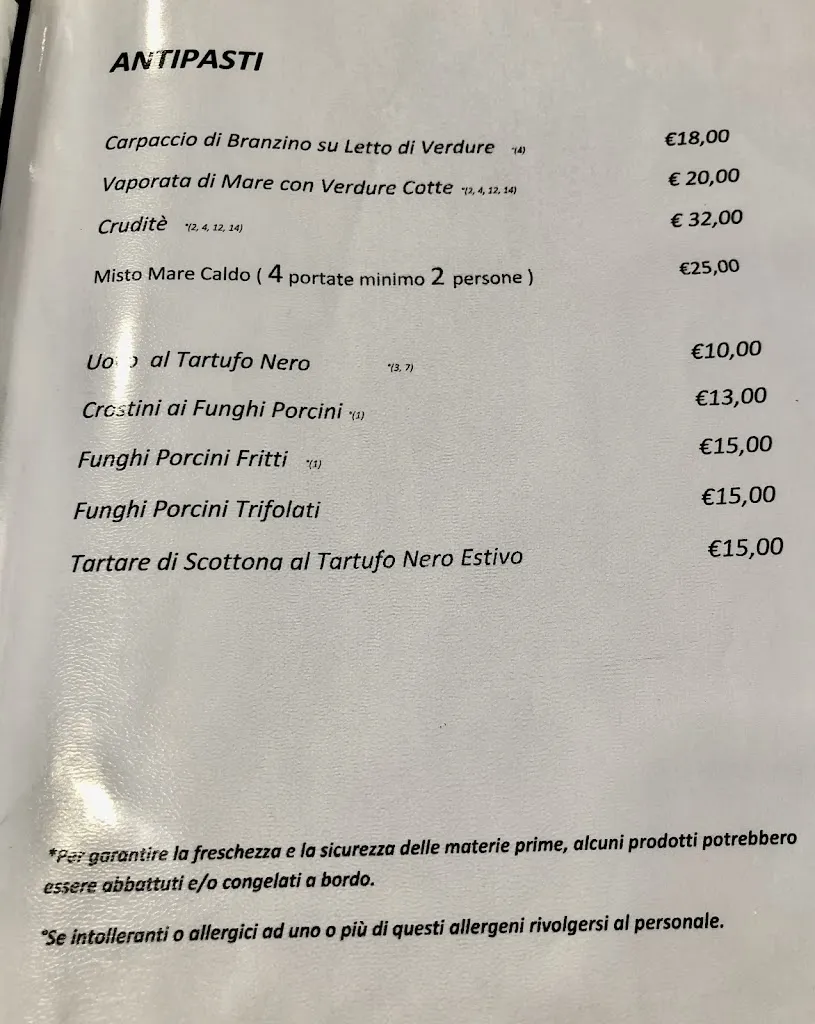 ANTIPASTI
Carpaccio di Branzino su Letto di Verdure *(4) €18,00
Vaporata di Mare con Verdure Cotte *(2, 4, 12, 14) € 20,00
Cruditè *(2, 4, 12, 14) € 32,00
Misto Mare Caldo ( 4 portate minimo 2 persone ) €25,00
Uovo al Tartufo Nero *(3, 7) €10,00
Crostini ai Funghi Porcini *(1) €13,00
Funghi Porcini Fritti *(1) €15,00
Funghi Porcini Trifolati €15,00
Tartare di Scottona al Tartufo Nero Estivo €15,00
*Per garantire la freschezza e la sicurezza delle materie prime, alcuni prodotti potrebbero
essere abbattuti e/o congelati a bordo.
°Se intolleranti o allergici ad uno o più di questi allergeni rivolgersi al personale.